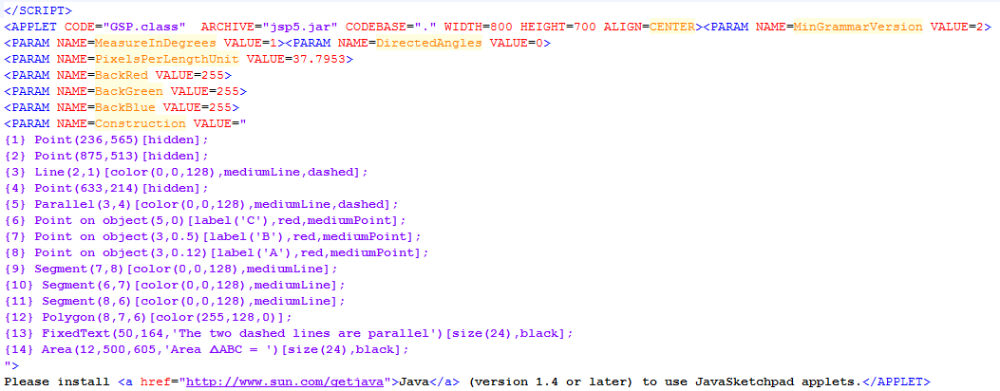 </SCRIPT>
<APPLET CODE="GSP.class"  ARCHIVE="jsp5.jar" CODEBASE="." WIDTH=800 HEIGHT=700 ALIGN=CENTER><PARAM NAME=MinGrammarVersion VALUE=2>
<PARAM NAME=MeasureInDegrees VALUE=1><PARAM NAME=DirectedAngles VALUE=0>
<PARAM NAME=PixelsPerLengthUnit VALUE=37.7953>
<PARAM NAME=BackRed VALUE=255>
<PARAM NAME=BackGreen VALUE=255>
<PARAM NAME=BackBlue VALUE=255>
<PARAM NAME=Construction VALUE="
{1} Point(236,565)[hidden];
{2} Point(875,513)[hidden];
{3} Line(2,1)[color(0,0,128),mediumLine,dashed];
{4} Point(633,214)[hidden];
{5} Parallel(3,4)[color(0,0,128),mediumLine,dashed];
{6} Point on object(5,0)[label('C'),red,mediumPoint];
{7} Point on object(3,0.5)[label('B'),red,mediumPoint];
{8} Point on object(3,0.12)[label('A'),red,mediumPoint];
{9} Segment(7,8)[color(0,0,128),mediumLine];
{10} Segment(6,7)[color(0,0,128),mediumLine];
{11} Segment(8,6)[color(0,0,128),mediumLine];
{12} Polygon(8,7,6)[color(255,128,0)];
{13} FixedText(50,164,'The two dashed lines are parallel')[size(24),black];
{14} Area(12,500,605,'Area ΔABC = ')[size(24),black];
">
Please install <a href="http://www.sun.com/getjava">Java</a> (version 1.4 or later) to use JavaSketchpad applets.</APPLET>